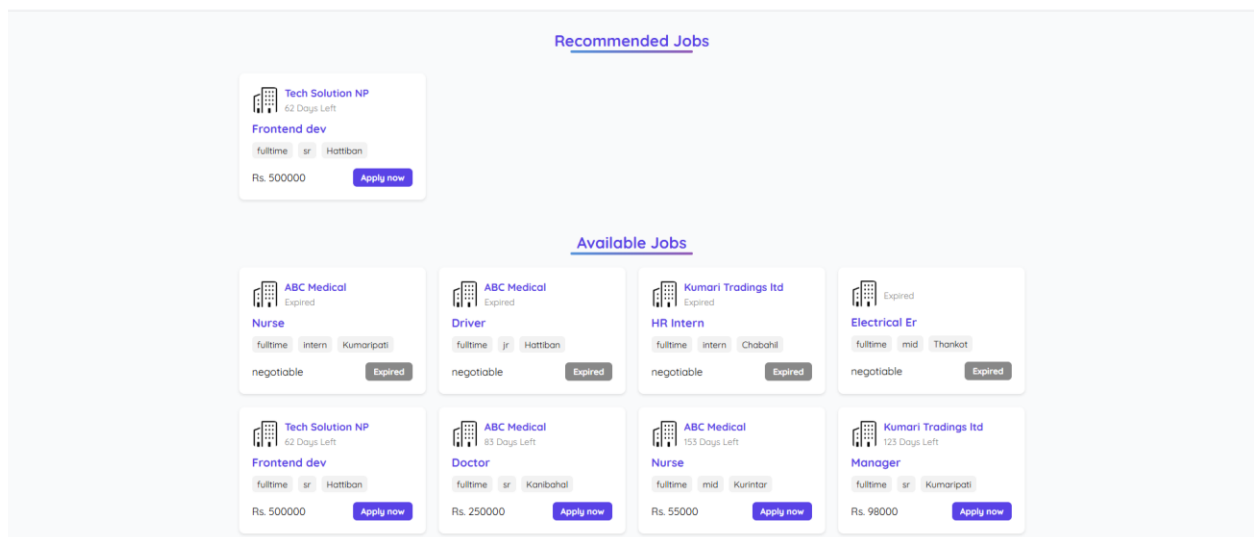 Recommended Jobs
Tech Solution NP
62 Days Left
Frontend dev
fulltime sr Hattiban
Rs. 500000 Apply now
Available Jobs
ABC Medical
Expired
Nurse
fulltime intern Kumaripati
negotiable Expired
ABC Medical
Expired
Driver
fulltime jr Hattiban
negotiable Expired
Kumari Tradings ltd
Expired
HR Intern
fulltime intern Chabahil
negotiable Expired
Expired
Electrical Er
fulltime mid Thankot
negotiable Expired
Tech Solution NP
62 Days Left
Frontend dev
fulltime sr Hattiban
Rs. 500000 Apply now
ABC Medical
83 Days Left
Doctor
fulltime sr Kanibahal
Rs. 250000 Apply now
ABC Medical
153 Days Left
Nurse
fulltime mid Kurintar
Rs. 55000 Apply now
Kumari Tradings ltd
123 Days Left
Manager
fulltime sr Kumaripati
Rs. 98000 Apply now